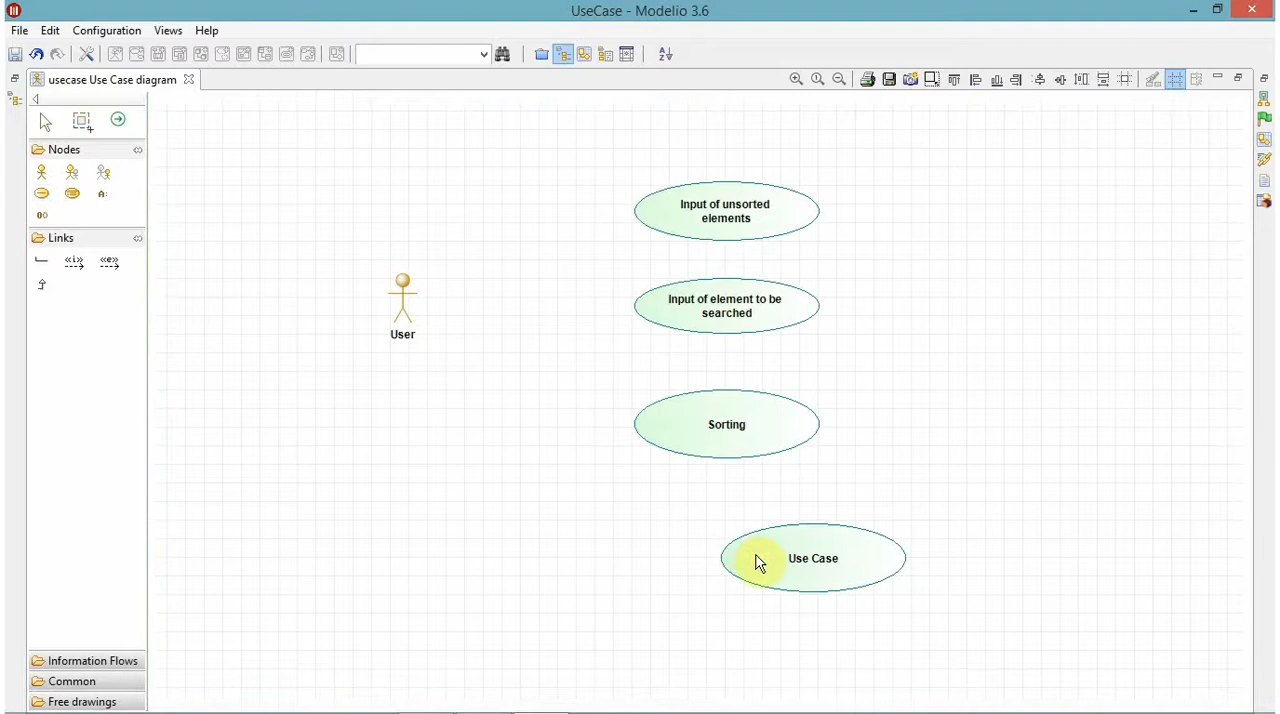 UseCase - Modelio 3.6
File Edit Configuration Views Help
usecase Use Case diagram
Nodes
A:
Links
«i»
«e»
Input of unsorted
elements
Input of element to be
searched
User
Sorting
Use Case
Information Flows
Common
Free drawings